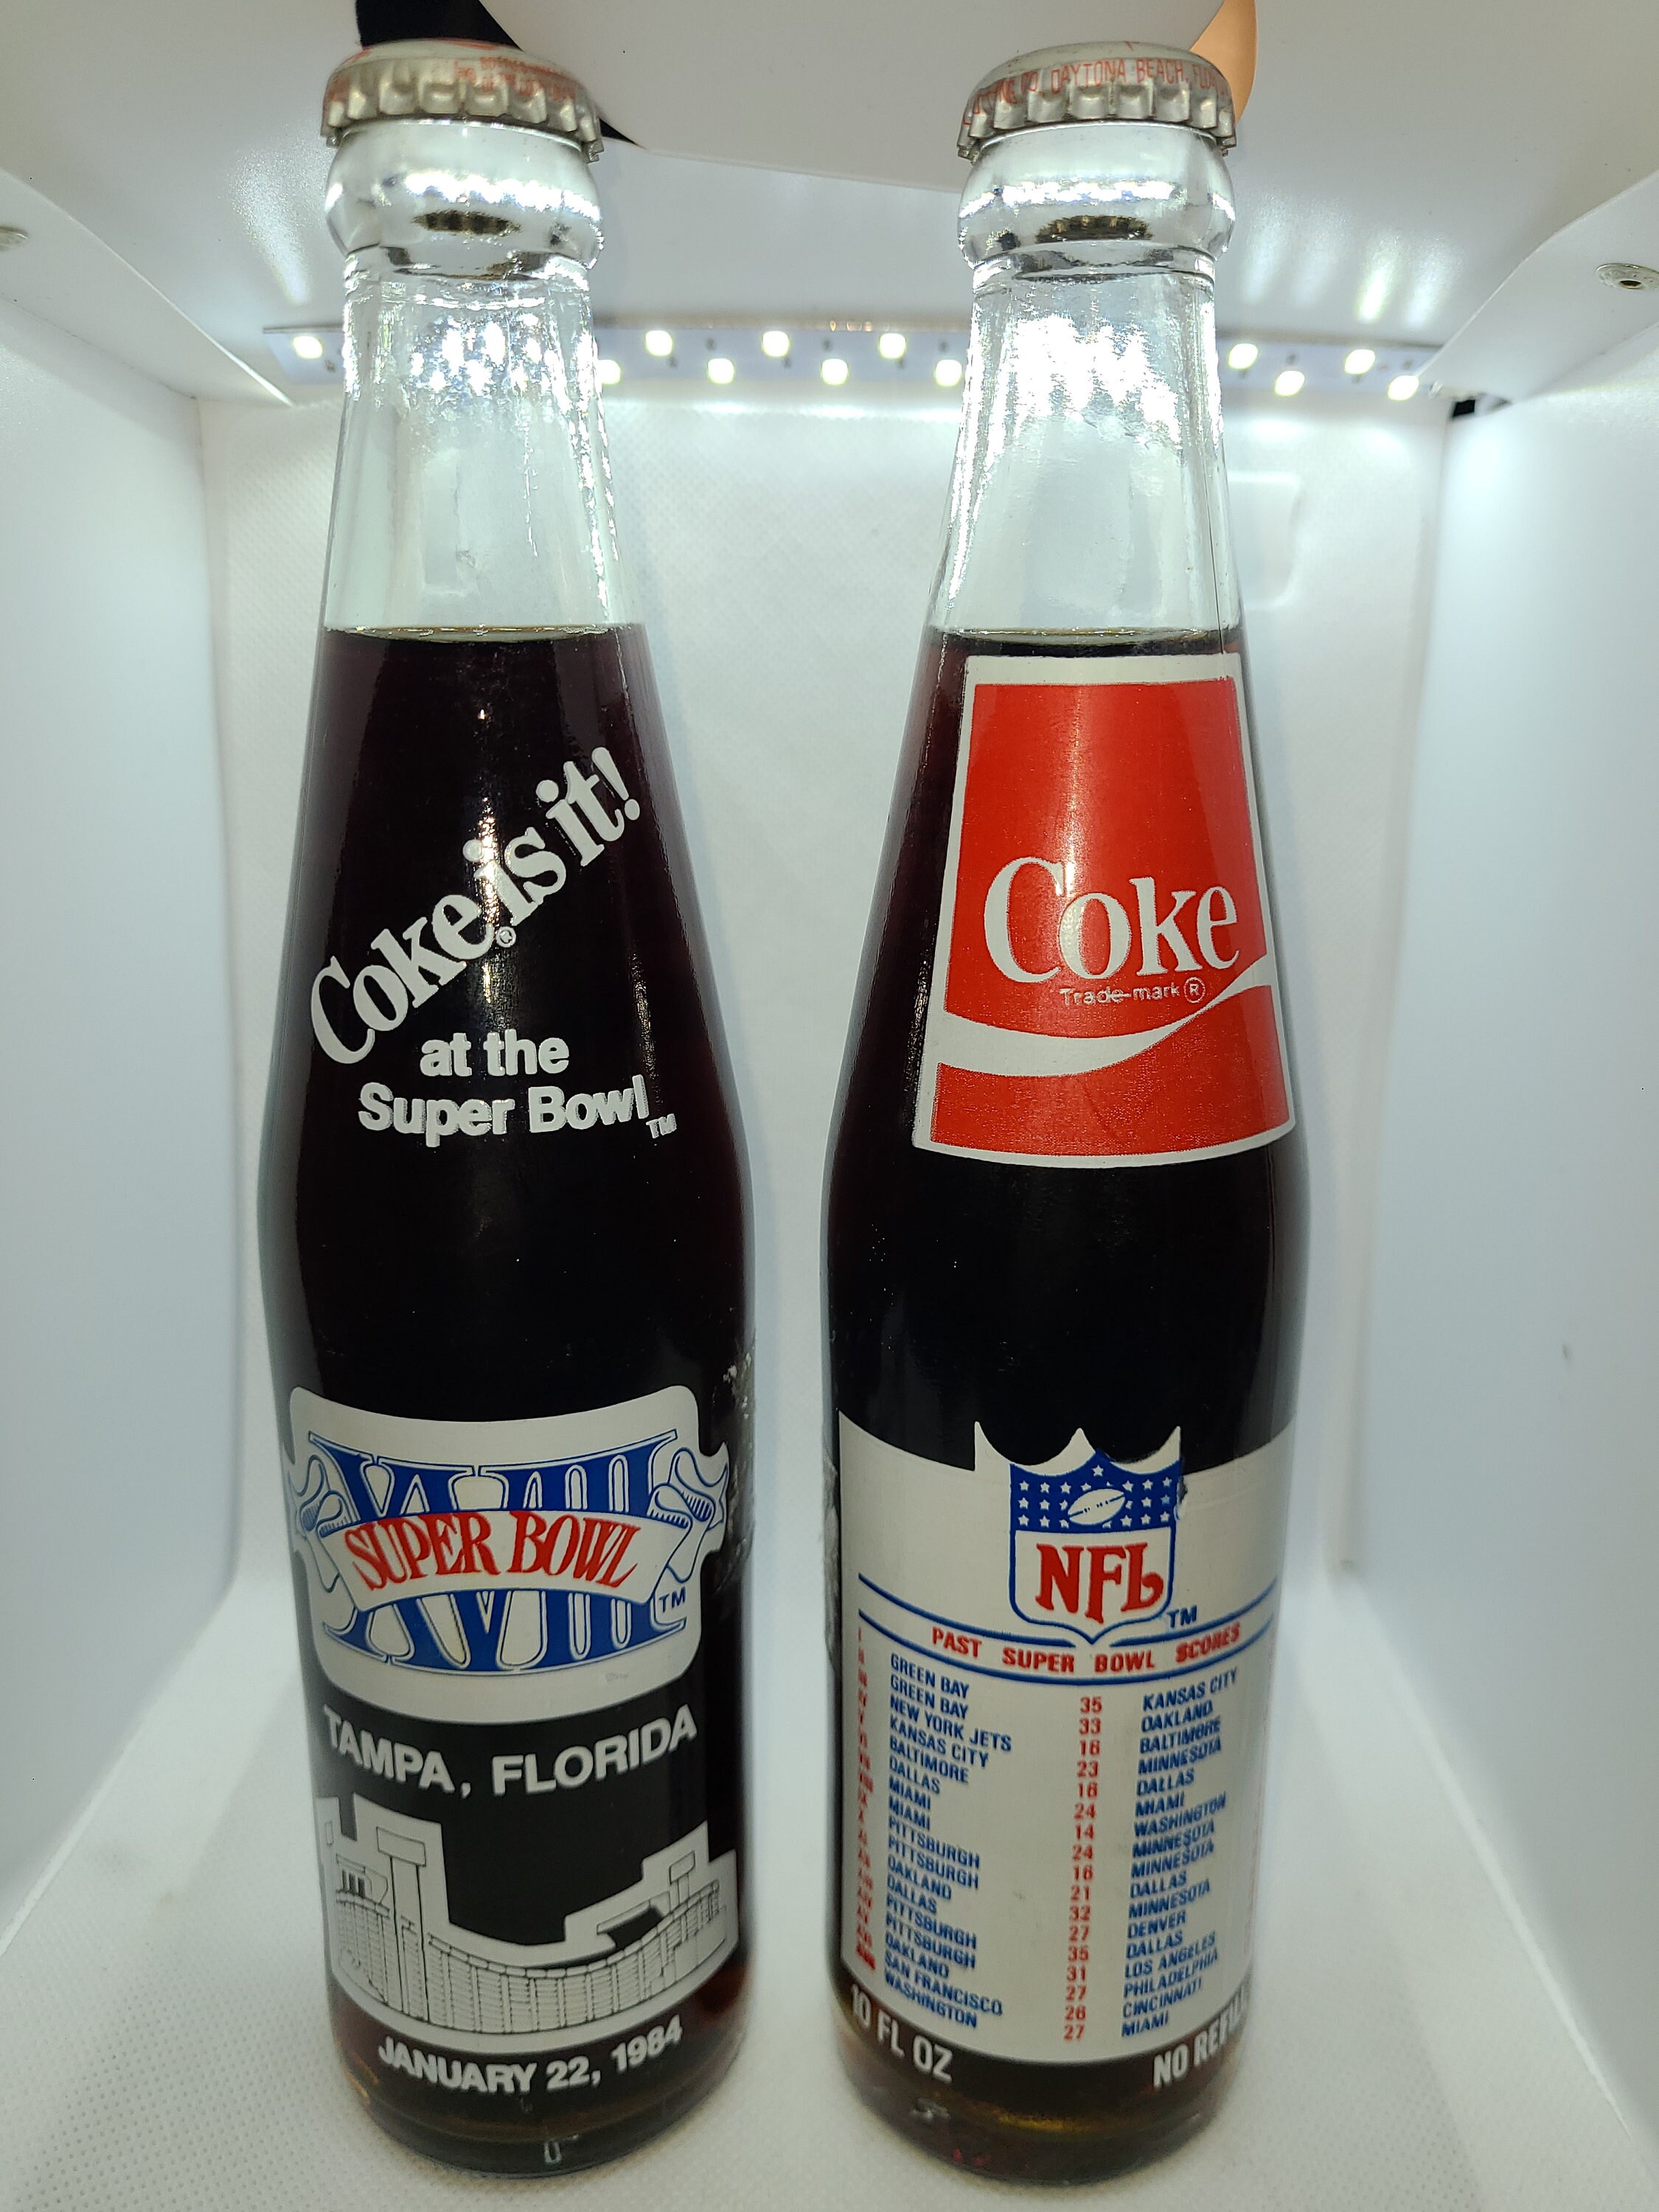 DAYTONA BEACH, FLOR
Coke is it!
®
at the
Super Bowl
TM
XVIII
SUPER BOWL
TM
TAMPA, FLORIDA
JANUARY 22, 1984
Coke
Trade-mark ®
NFL
TM
PAST SUPER BOWL SCORES
I GREEN BAY 35 KANSAS CITY
II GREEN BAY 33 OAKLAND
NEW YORK JETS 16 BALTIMORE
KANSAS CITY 23 MINNESOTA
BALTIMORE 16 DALLAS
DALLAS 24 MIAMI
MIAMI 14 WASHINGTON
MIAMI 24 MINNESOTA
PITTSBURGH 16 MINNESOTA
PITTSBURGH 21 DALLAS
OAKLAND 32 MINNESOTA
DALLAS 27 DENVER
PITTSBURGH 35 DALLAS
PITTSBURGH 31 LOS ANGELES
OAKLAND 27 PHILADELPHIA
SAN FRANCISCO 26 CINCINNATI
WASHINGTON 27 MIAMI
10 FL OZ
NO REFILL